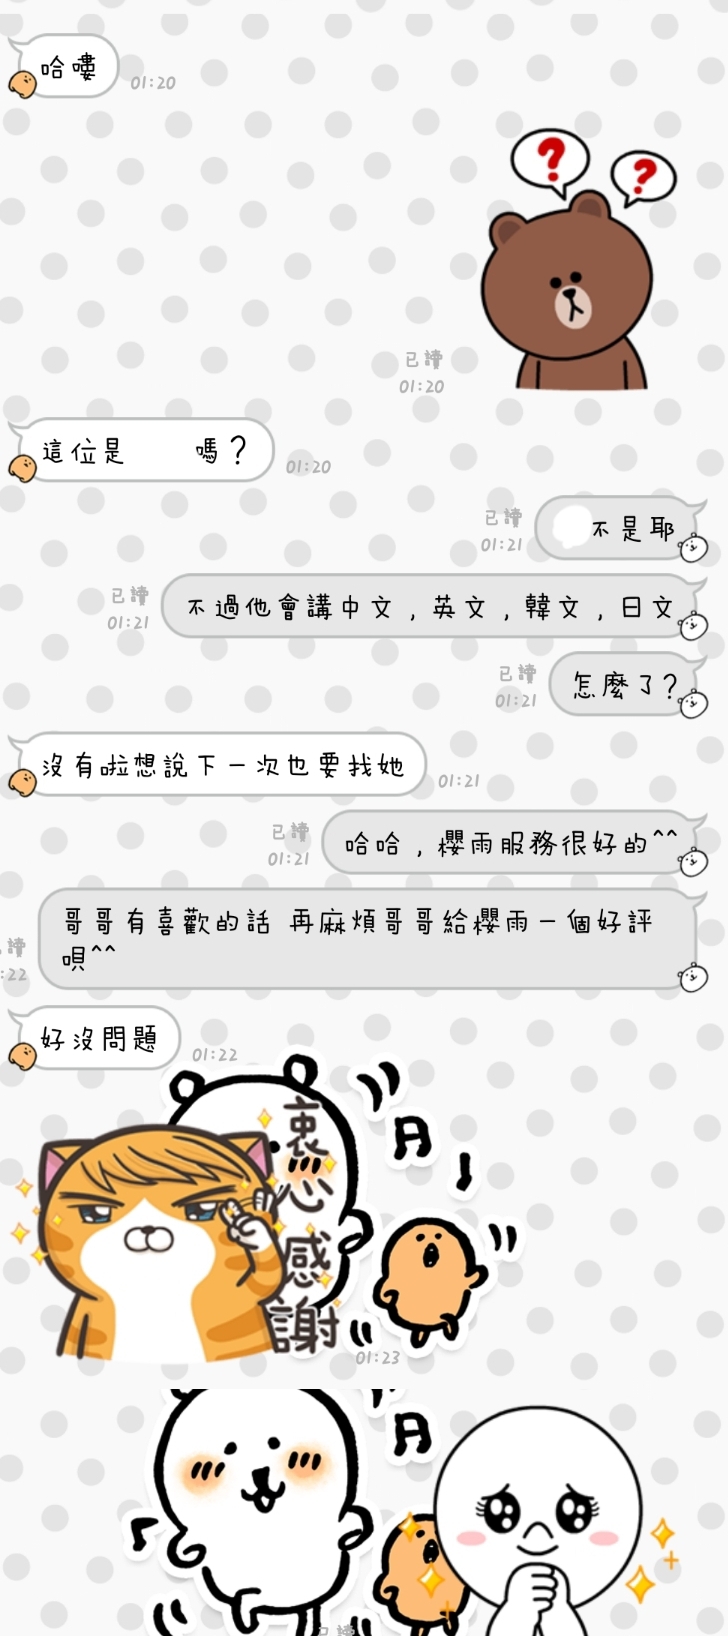 哈嘍
01:20
? ?
已讀
01:20
這位是 嗎?
01:20
已讀
01:21
不是耶
已讀
01:21
不過他會講中文,英文,韓文,日文
已讀
01:21
怎麼了?
沒有啦想說下一次也要找她
01:21
已讀
01:21
哈哈,櫻雨服務很好的^^
哥哥有喜歡的話 再麻煩哥哥給櫻雨一個好評
唄^^
讀
:22
好沒問題
01:22
衷心感謝
01:23
已讀